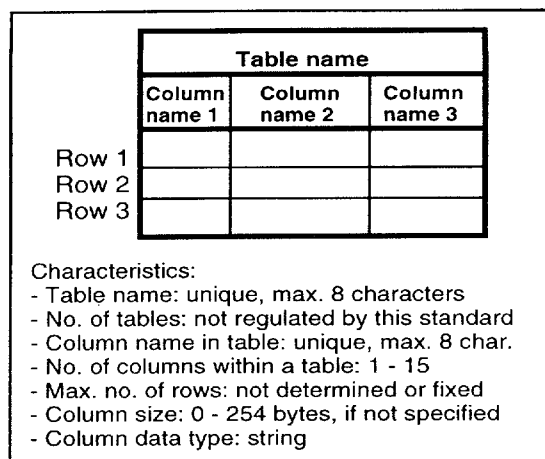 Table name
Column Column Column
name 1 name 2 name 3
Row 1
Row 2
Row 3
Characteristics:
- Table name: unique, max. 8 characters
- No. of tables: not regulated by this standard
- Column name in table: unique, max. 8 char.
- No. of columns within a table: 1 - 15
- Max. no. of rows: not determined or fixed
- Column size: 0 - 254 bytes, if not specified
- Column data type: string